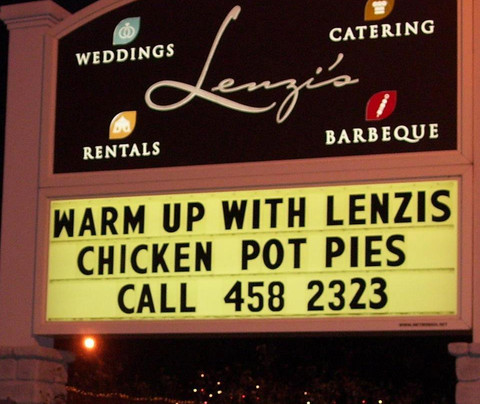 WEDDINGS
CATERING
Lenzi's
RENTALS
BARBEQUE
WARM UP WITH LENZIS
CHICKEN POT PIES
CALL 458 2323